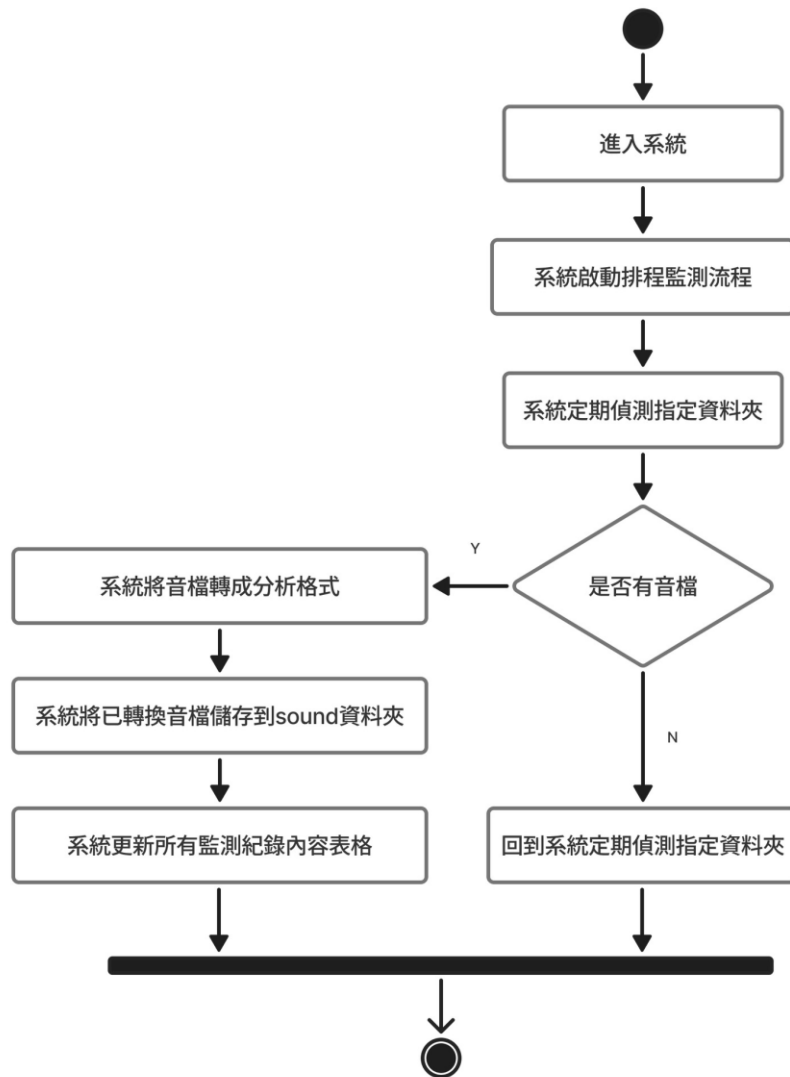 進入系統
系統啟動排程監測流程
系統定期偵測指定資料夾
是否有音檔
Y
系統將音檔轉成分析格式
系統將已轉換音檔儲存到sound資料夾
系統更新所有監測紀錄內容表格
N
回到系統定期偵測指定資料夾